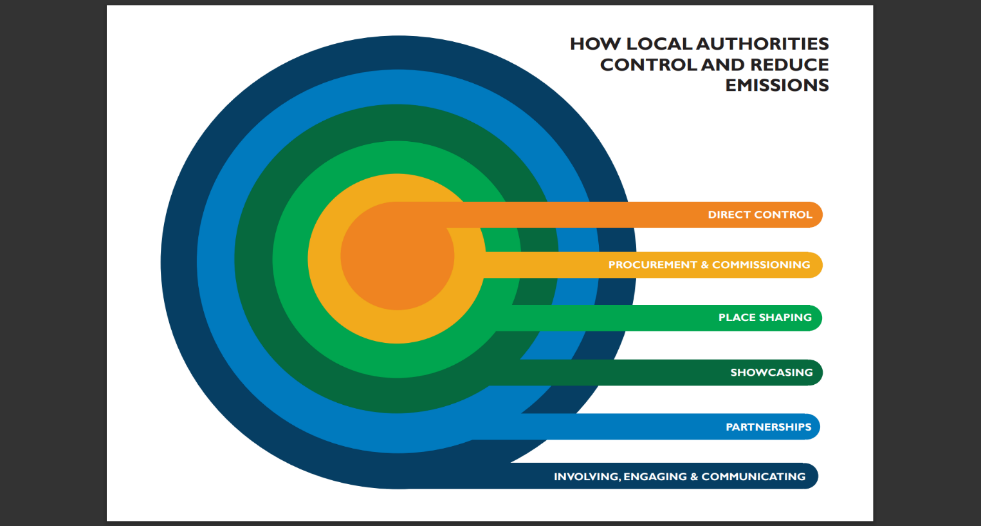 HOW LOCAL AUTHORITIES
CONTROL AND REDUCE
EMISSIONS
DIRECT CONTROL
PROCUREMENT & COMMISSIONING
PLACE SHAPING
SHOWCASING
PARTNERSHIPS
INVOLVING, ENGAGING & COMMUNICATING